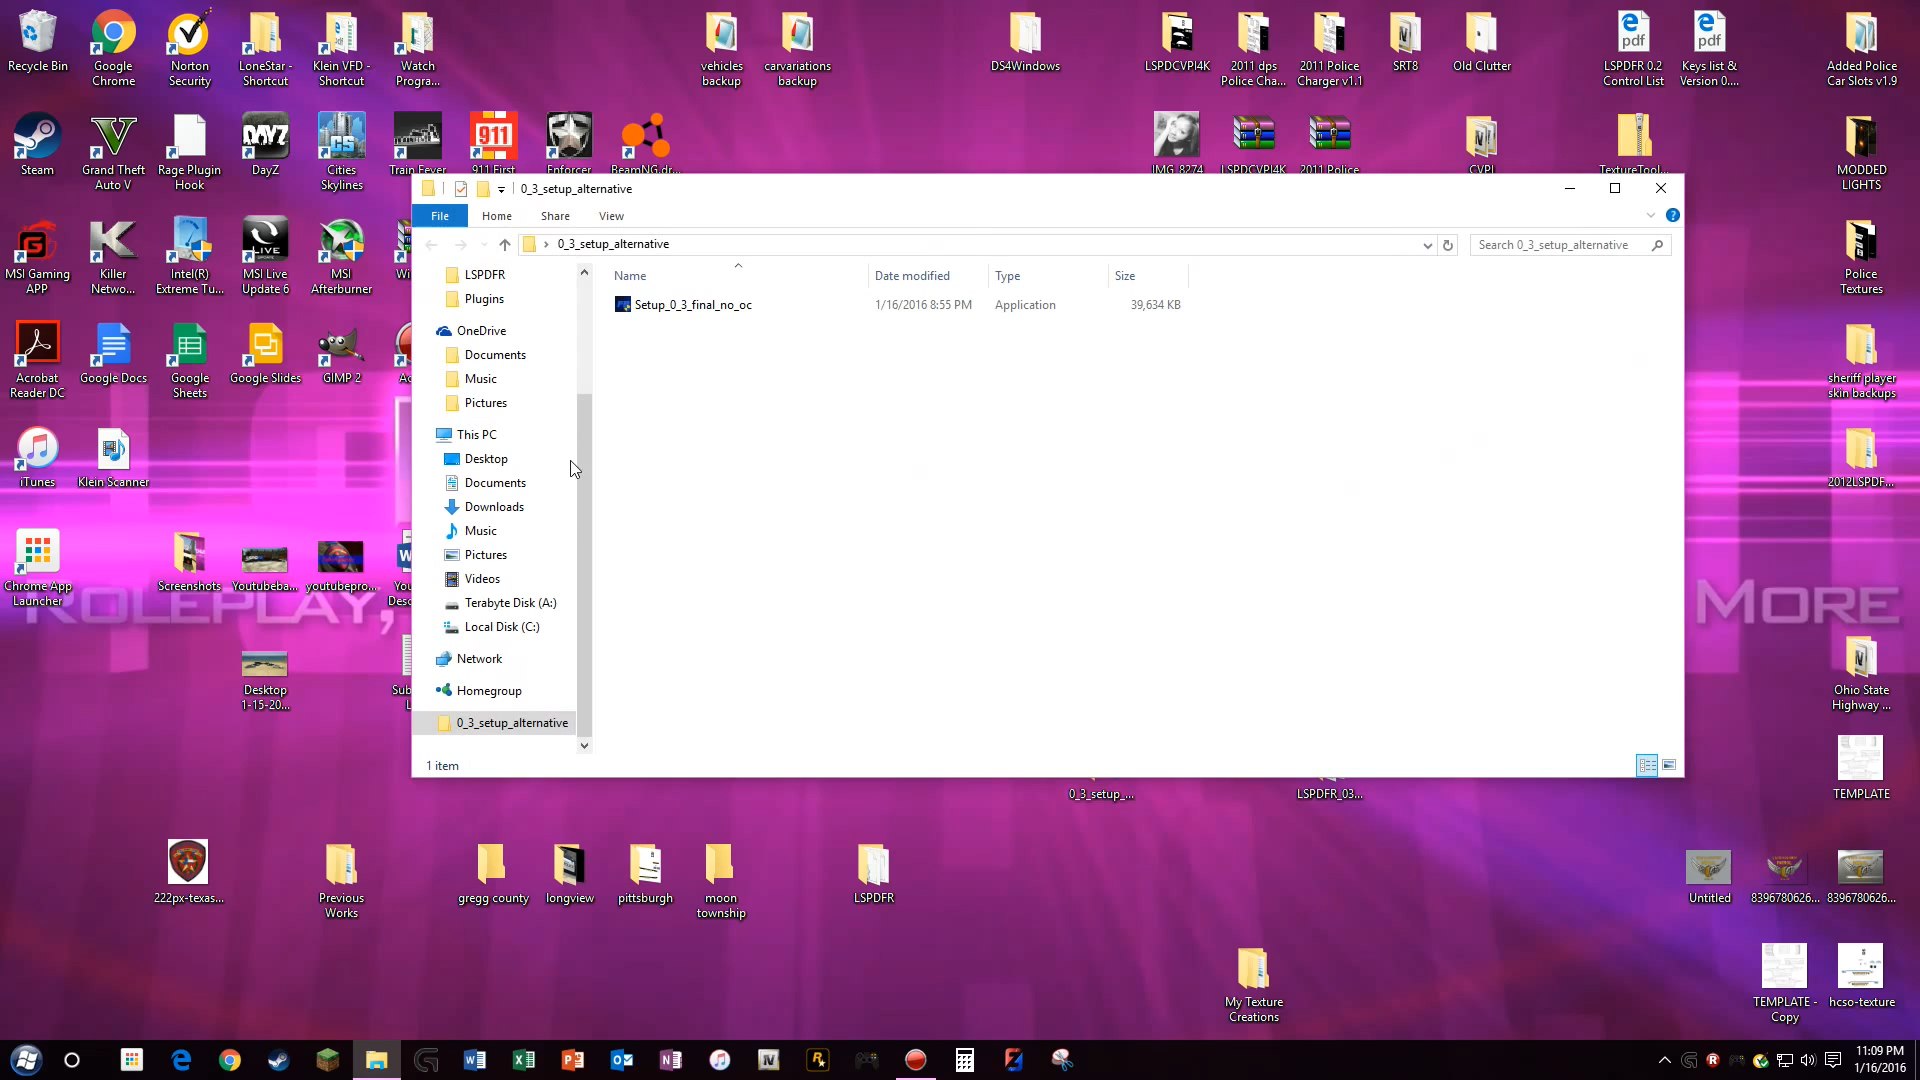 Recycle Bin
Google
Chrome
Norton
Security
LoneStar -
Shortcut
Klein VFD -
Shortcut
Watch
Progra...
vehicles
backup
carvariations
backup
DS4Windows
LSPDCVPI4K
2011 dps
Police Cha...
2011 Police
Charger v1.1
SRT8
Old Clutter
LSPDFR 0.2
Control List
Keys list &
Version 0....
Added Police
Car Slots v1.9
Steam
Grand Theft
Auto V
Rage Plugin
Hook
DayZ
Cities
Skylines
Train Fever
911 First
Enforcer
BeamNG.dr...
IMG_8274
LSPDCVPI4K
2011 Police
CVPI
TextureTool...
MODDED
LIGHTS
0_3_setup_alternative
File
Home
Share
View
0_3_setup_alternative
Search 0_3_setup_alternative
MSI Gaming
APP
Killer
Netwo...
Intel(R)
Extreme Tu...
MSI Live
Update 6
MSI
Afterburner
Police
Textures
LSPDFR
Plugins
OneDrive
Documents
Music
Pictures
This PC
Desktop
Documents
Downloads
Music
Pictures
Videos
Terabyte Disk (A:)
Local Disk (C:)
Network
Homegroup
0_3_setup_alternative
Name
Date modified
Type
Size
Setup_0_3_final_no_oc
1/16/2016 8:55 PM
Application
39,634 KB
1 item
Acrobat
Reader DC
Google Docs
Google
Sheets
Google Slides
GIMP 2
sheriff player
skin backups
iTunes
Klein Scanner
2012LSPDF...
Chrome App
Launcher
Screenshots
Youtubeba...
youtubepro...
ROLEPLAY,
MORE
Desktop
1-15-20...
Ohio State
Highway ...
0_3_setup_...
LSPDFR_03...
TEMPLATE
222px-texas...
Previous
Works
gregg county
longview
pittsburgh
moon
township
LSPDFR
Untitled
8396780626...
8396780626...
My Texture
Creations
TEMPLATE -
Copy
hcso-texture
11:09 PM
1/16/2016